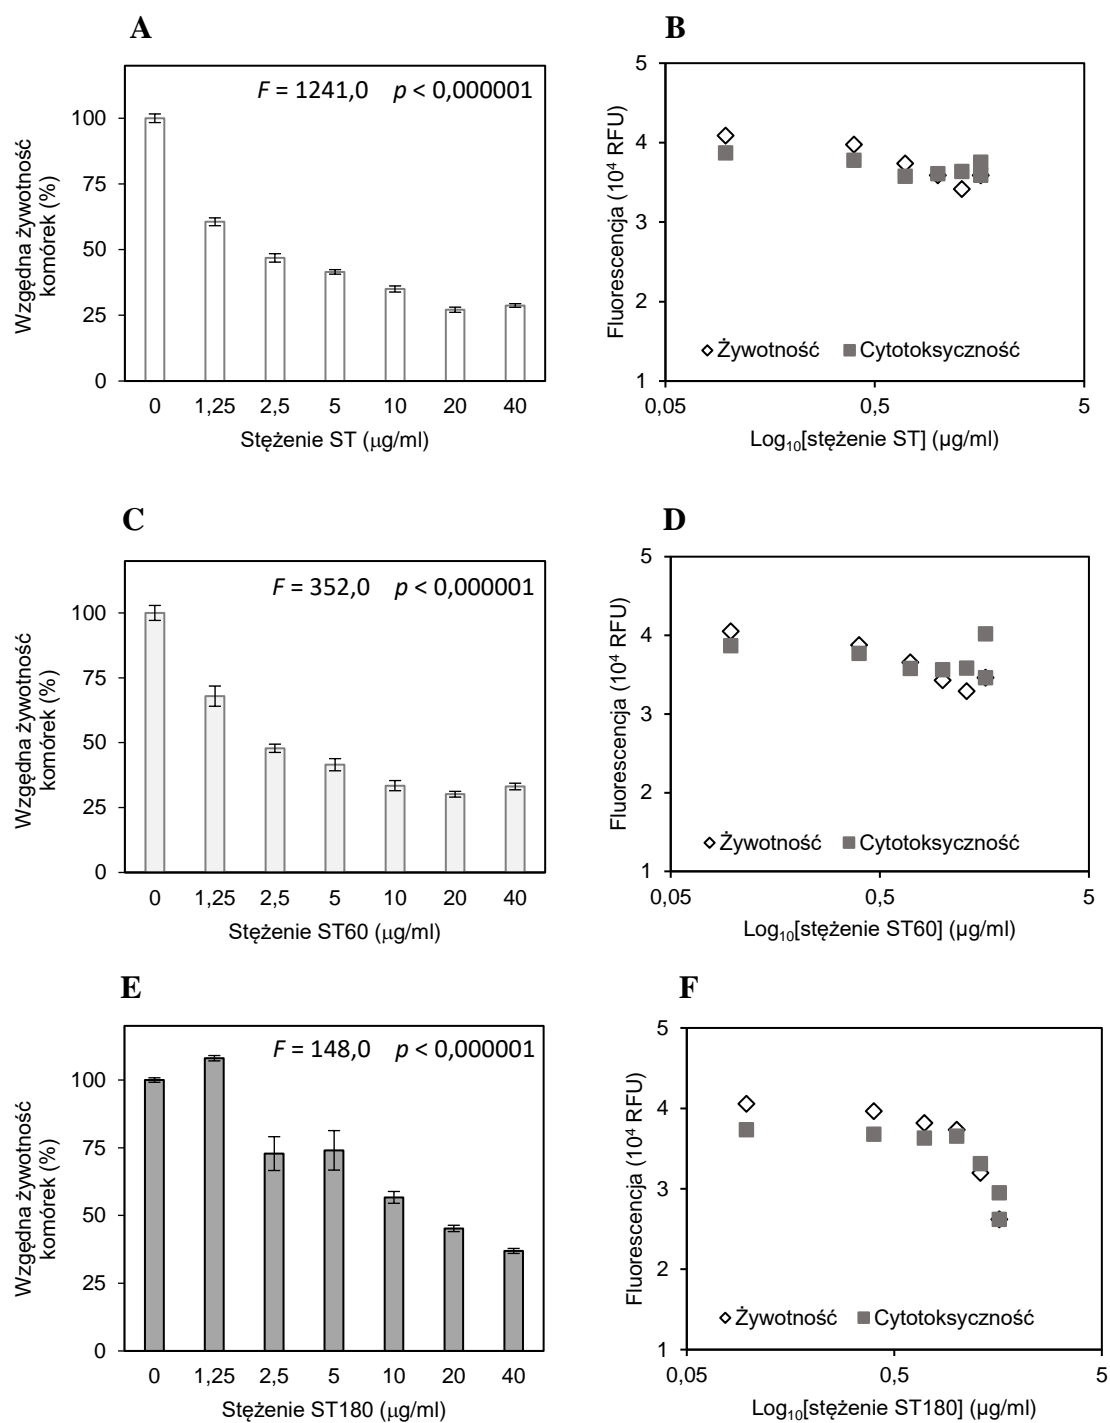 A
F = 1241,0 p < 0,000001
Względna żywotność
komórek (%)
100
75
50
25
0
0 1,25 2,5 5 10 20 40
Stężenie ST (µg/ml)
B
Fluorescencja (10⁴ RFU)
5
4
3
2
1
Żywotność Cytotoksyczność
0,05 0,5 5
Log₁₀[stężenie ST] (µg/ml)
C
F = 352,0 p < 0,000001
Względna żywotność
komórek (%)
100
75
50
25
0
0 1,25 2,5 5 10 20 40
Stężenie ST60 (µg/ml)
D
Fluorescencja (10⁴ RFU)
5
4
3
2
1
Żywotność Cytotoksyczność
0,05 0,5 5
Log₁₀[stężenie ST60] (µg/ml)
E
F = 148,0 p < 0,000001
Względna żywotność
komórek (%)
100
75
50
25
0
0 1,25 2,5 5 10 20 40
Stężenie ST180 (µg/ml)
F
Fluorescencja (10⁴ RFU)
5
4
3
2
1
Żywotność Cytotoksyczność
0,05 0,5 5
Log₁₀[stężenie ST180] (µg/ml)